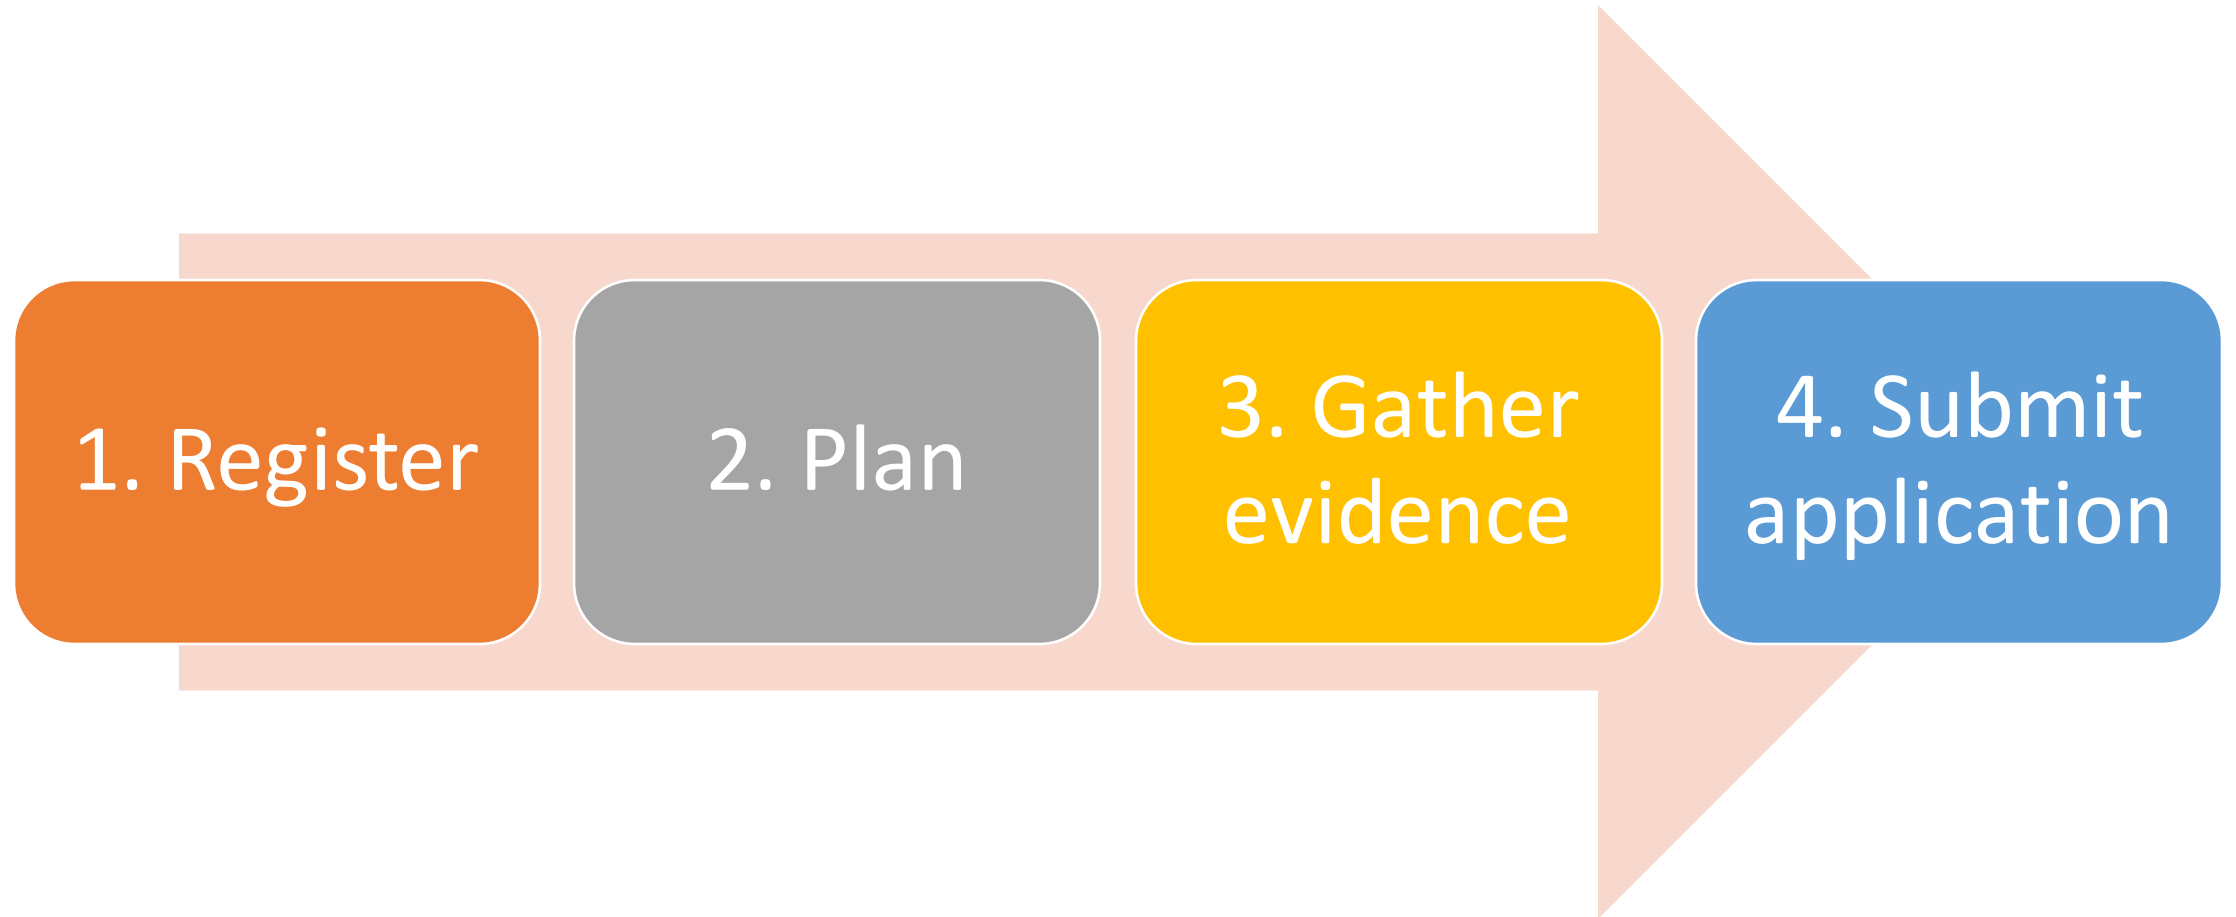 1. Register
2. Plan
3. Gather
evidence
4. Submit
application